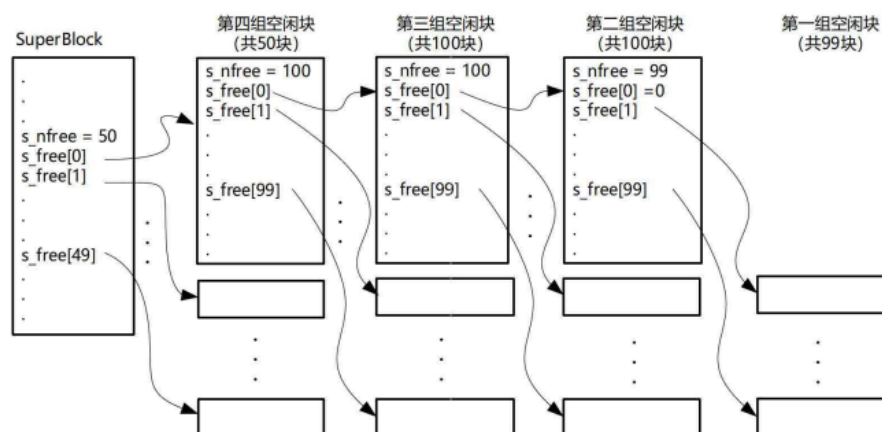 SuperBlock
.
.
.
s_nfree = 50
s_free[0]
s_free[1]
.
.
.
s_free[49]
.
.
.
第四组空闲块
(共50块)
s_nfree = 100
s_free[0]
s_free[1]
.
.
.
s_free[99]
.
.
.
第三组空闲块
(共100块)
s_nfree = 100
s_free[0]
s_free[1]
.
.
.
s_free[99]
.
.
.
第二组空闲块
(共100块)
s_nfree = 99
s_free[0] =0
s_free[1]
.
.
.
s_free[99]
.
.
.
第一组空闲块
(共99块)